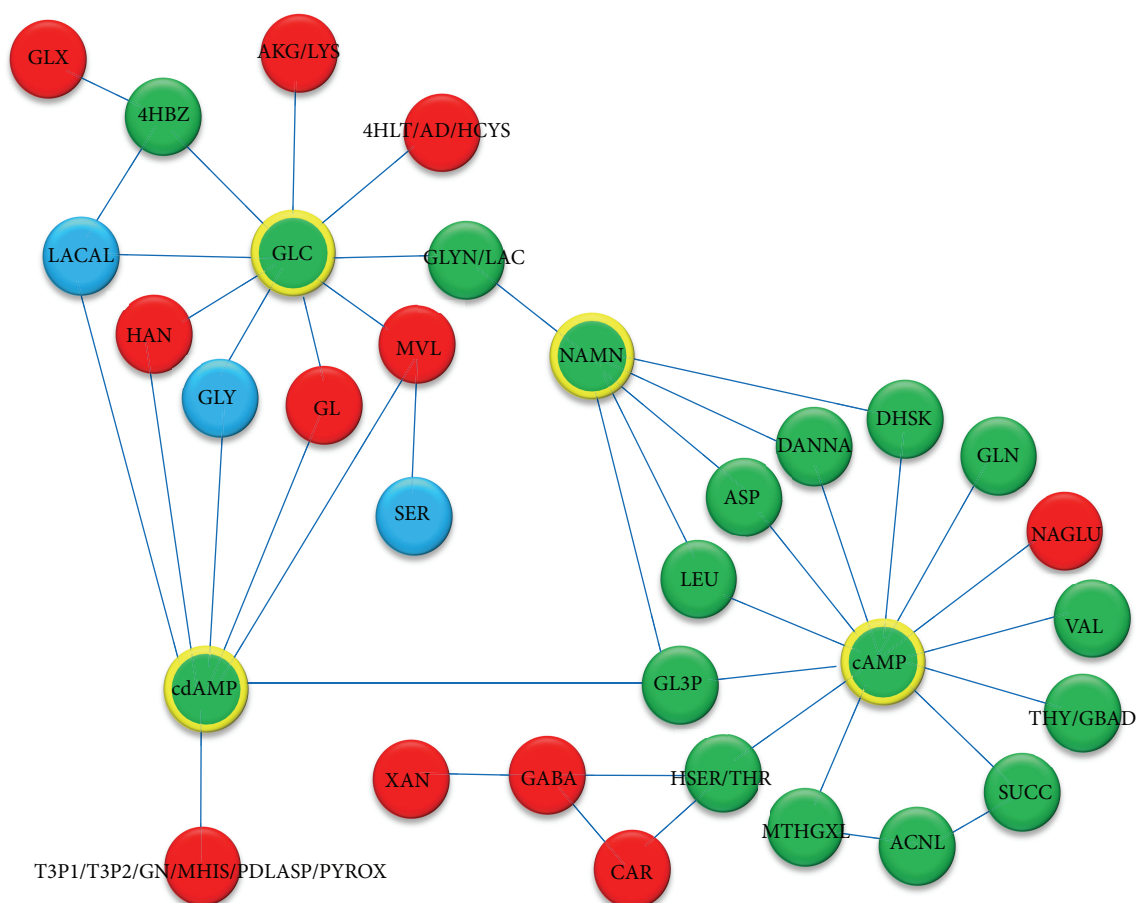 AKG/LYS
GLX
4HBZ
4HLT/AD/HCYS
LACAL
GLC
GLYN/LAC
HAN
MVL
NAMN
GLY
GL
DHSK
DANNA
GLN
ASP
SER
NAGLU
LEU
VAL
cAMP
cdAMP
GL3P
THY/GBAD
XAN
GABA
HSER/THR
SUCC
MTHGXL
ACNL
T3P1/T3P2/GN/MHIS/PDLASP/PYROX
CAR